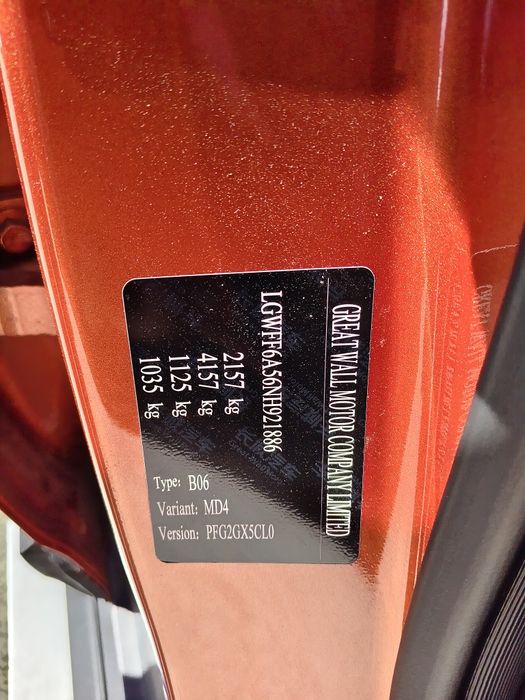 GREAT WALL MOTOR COMPANY LIMITED
LGWFF6A56NH921886
2157 kg
4157 kg
1125 kg
1035 kg
Type: B06
Variant: MD4
Version: PFG2GX5CL0